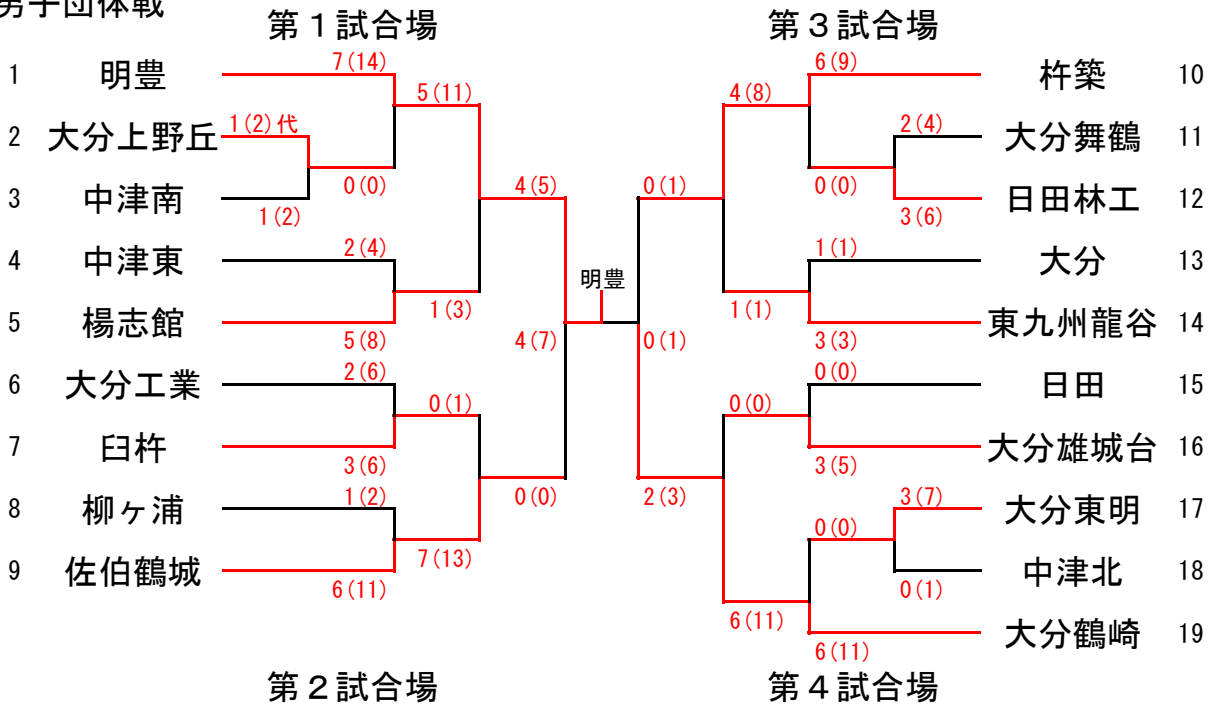 男子団体戦
第1試合場
第3試合場
1 明豊 7(14)
5(11)
2 大分上野丘 1(2)代
0(0)
3 中津南 1(2)
4(5)
4 中津東 2(4)
1(3)
5 楊志館 5(8)
4(7)
明豊
6 大分工業 2(6)
0(1)
7 臼杵 3(6)
0(0)
8 柳ヶ浦 1(2)
7(13)
9 佐伯鶴城 6(11)
6(9) 杵築 10
4(8)
2(4) 大分舞鶴 11
0(0)
3(6) 日田林工 12
0(1)
1(1) 大分 13
1(1)
3(3) 東九州龍谷 14
0(1)
0(0) 日田 15
0(0)
3(5) 大分雄城台 16
2(3)
3(7) 大分東明 17
0(0)
0(1) 中津北 18
6(11)
6(11) 大分鶴崎 19
第2試合場
第4試合場